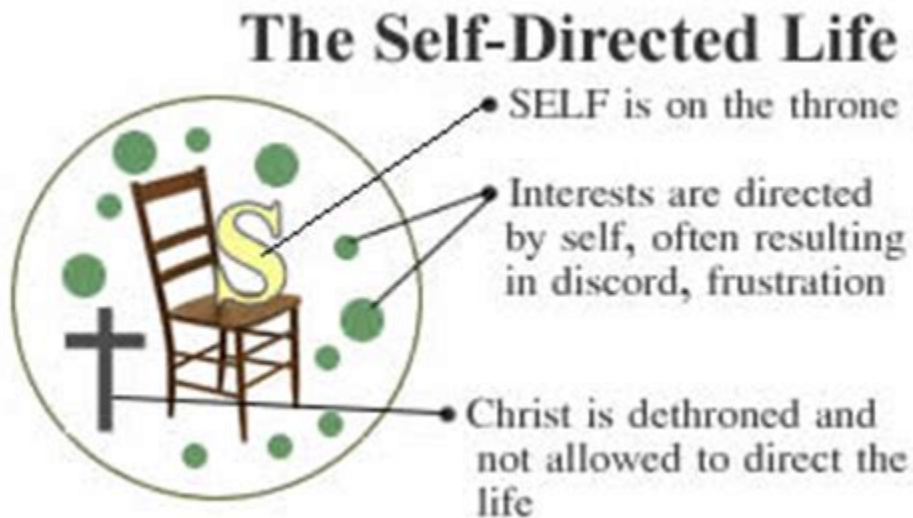 The Self-Directed Life
SELF is on the throne
Interests are directed
by self, often resulting
in discord, frustration
S
Christ is dethroned and
not allowed to direct the
life